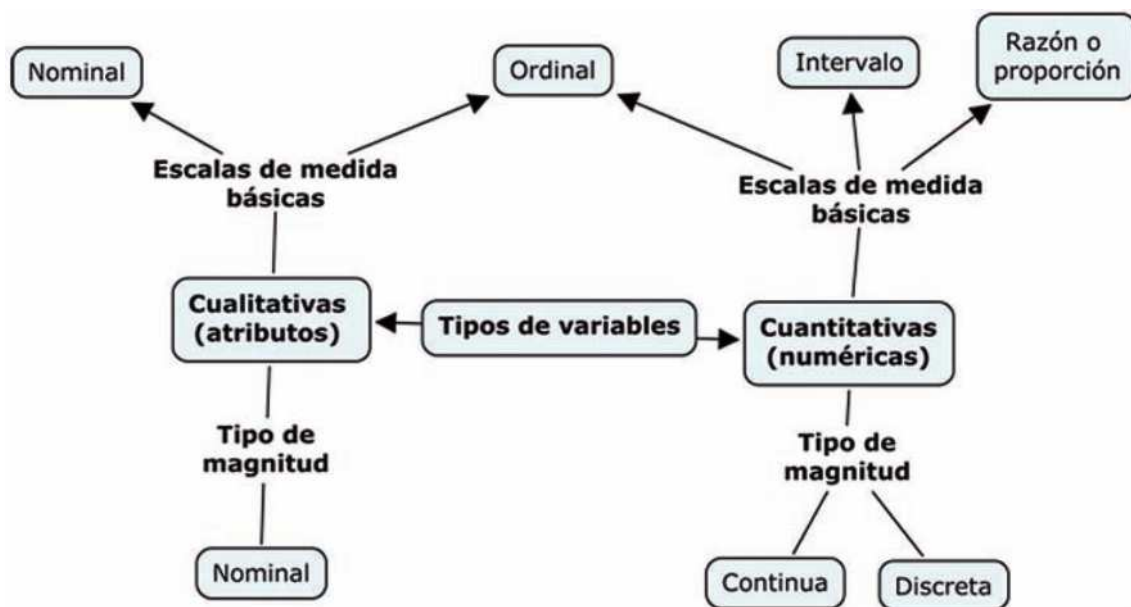 Nominal
Ordinal
Intervalo
Razón o
proporción
Escalas de medida
básicas
Escalas de medida
básicas
Cualitativas
(atributos)
Tipos de variables
Cuantitativas
(numéricas)
Tipo de
magnitud
Tipo de
magnitud
Nominal
Continua
Discreta